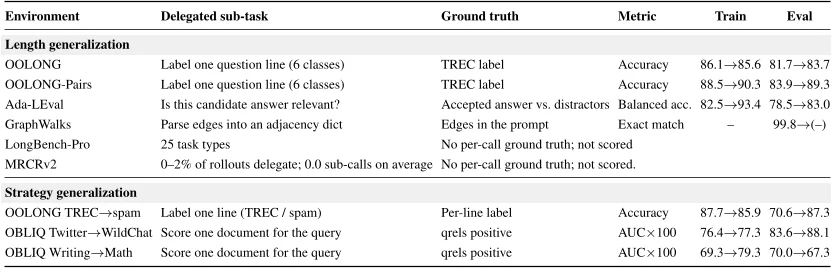 Environment Delegated sub-task Ground truth Metric Train Eval
Length generalization
OOLONG Label one question line (6 classes) TREC label Accuracy 86.1→85.6 81.7→83.7
OOLONG-Pairs Label one question line (6 classes) TREC label Accuracy 88.5→90.3 83.9→89.3
Ada-LEval Is this candidate answer relevant? Accepted answer vs. distractors Balanced acc. 82.5→93.4 78.5→83.0
GraphWalks Parse edges into an adjacency dict Edges in the prompt Exact match – 99.8→(–)
LongBench-Pro 25 task types No per-call ground truth; not scored
MRCRv2 0–2% of rollouts delegate; 0.0 sub-calls on average No per-call ground truth; not scored.
Strategy generalization
OOLONG TREC→spam Label one line (TREC / spam) Per-line label Accuracy 87.7→85.9 70.6→87.3
OBLIQ Twitter→WildChat Score one document for the query qrels positive AUC×100 76.4→77.3 83.6→88.1
OBLIQ Writing→Math Score one document for the query qrels positive AUC×100 69.3→79.3 70.0→67.3